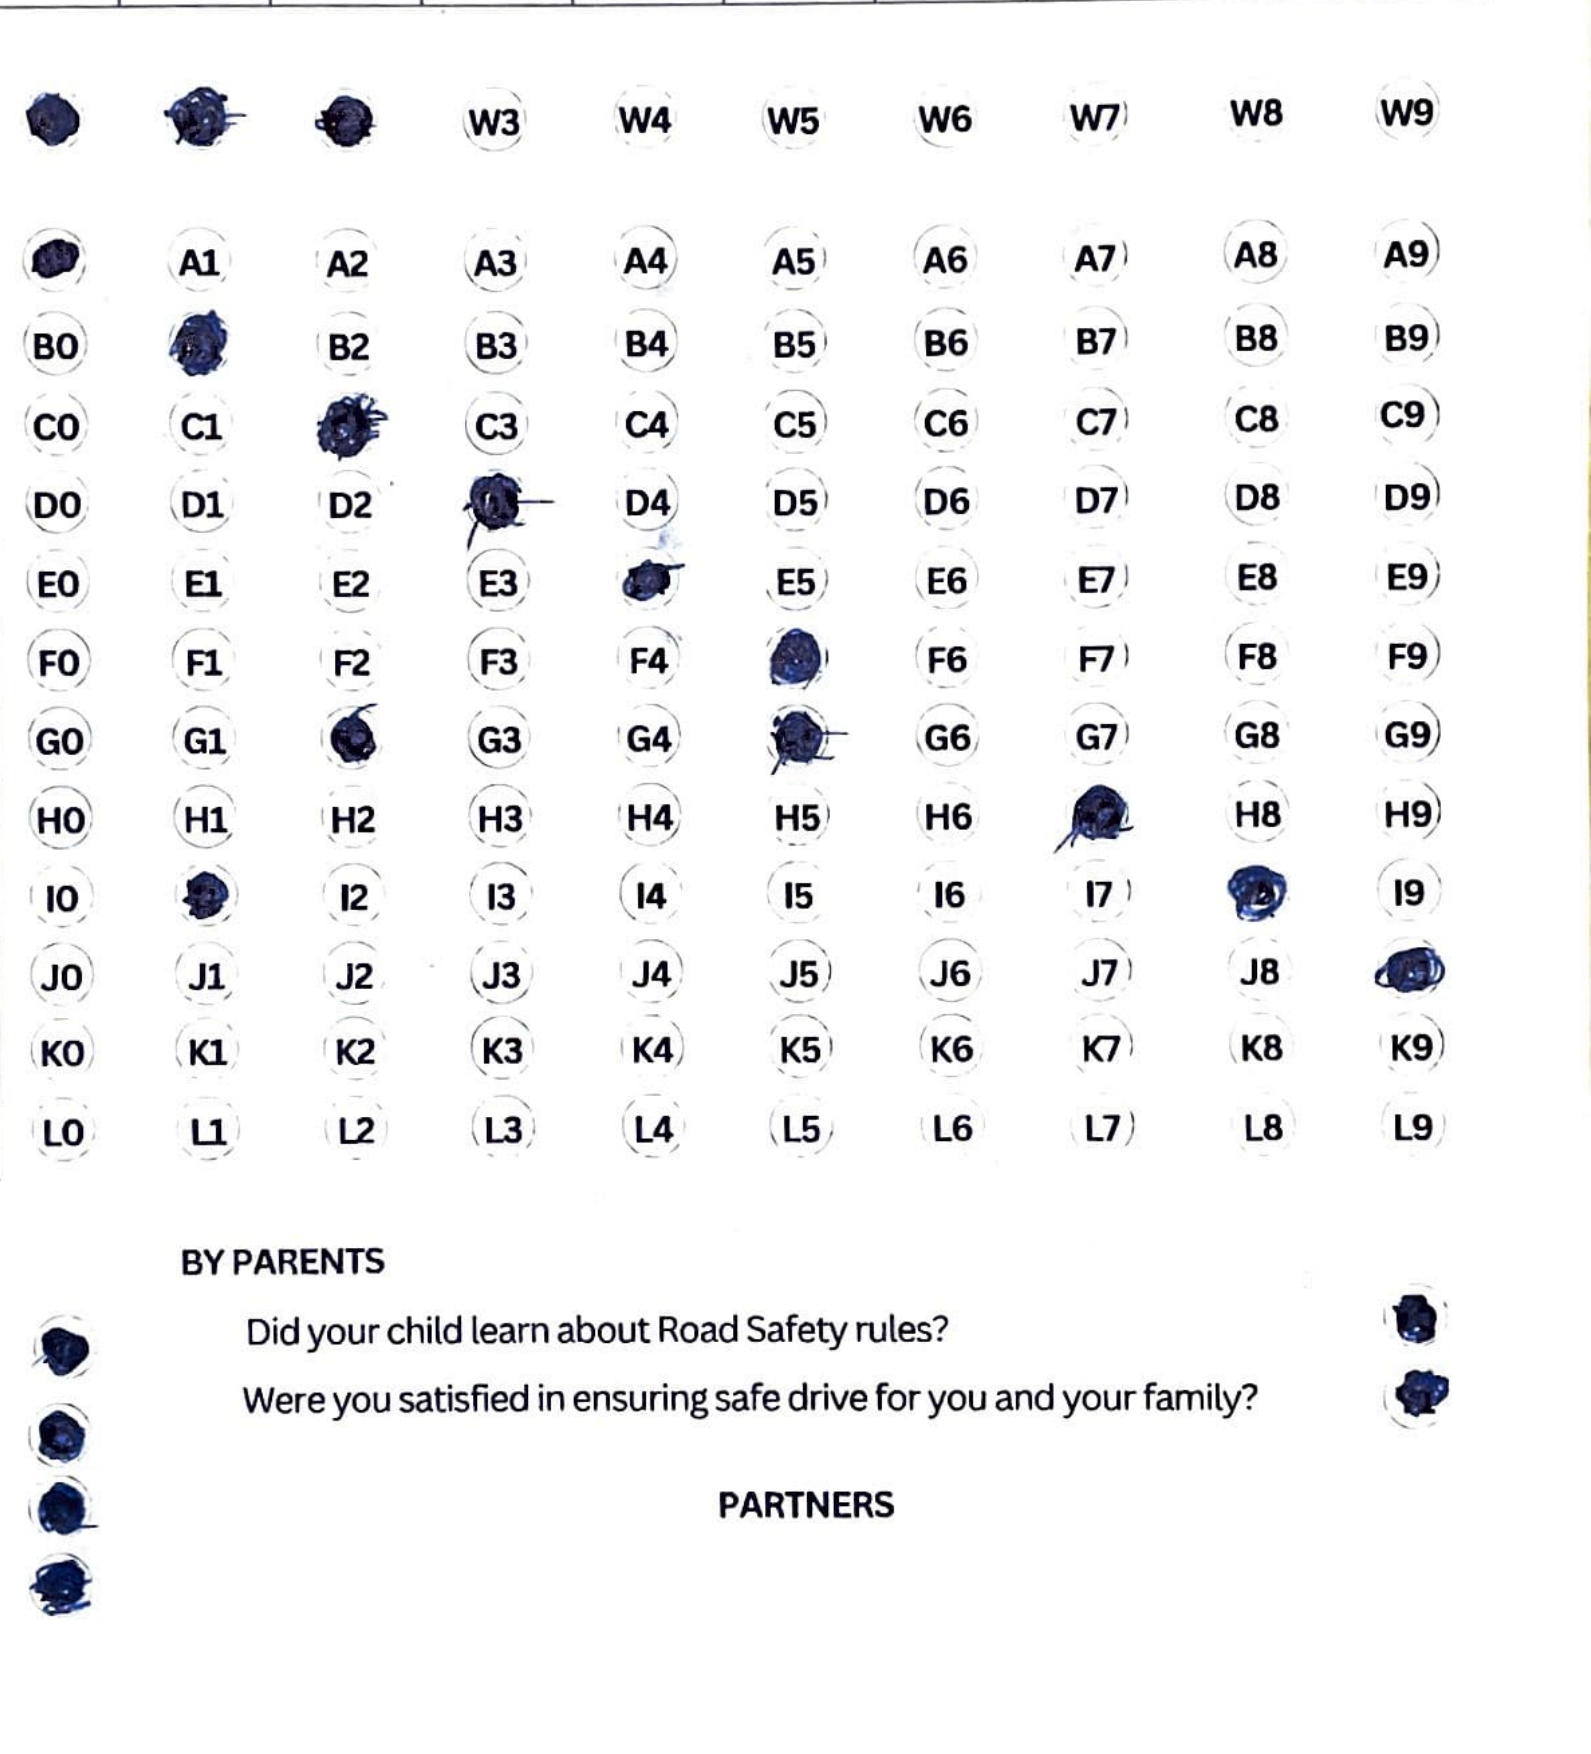 W3 W4 W5 W6 W7 W8 W9
A1 A2 A3 A4 A5 A6 A7 A8 A9
B0 B2 B3 B4 B5 B6 B7 B8 B9
C0 C1 C3 C4 C5 C6 C7 C8 C9
D0 D1 D2 D4 D5 D6 D7 D8 D9
E0 E1 E2 E3 E5 E6 E7 E8 E9
F0 F1 F2 F3 F4 F6 F7 F8 F9
G0 G1 G3 G4 G6 G7 G8 G9
H0 H1 H2 H3 H4 H5 H6 H8 H9
I0 I2 I3 I4 I5 I6 I7 I9
J0 J1 J2 J3 J4 J5 J6 J7 J8
K0 K1 K2 K3 K4 K5 K6 K7 K8 K9
L0 L1 L2 L3 L4 L5 L6 L7 L8 L9
BY PARENTS
Did your child learn about Road Safety rules?
Were you satisfied in ensuring safe drive for you and your family?
PARTNERS